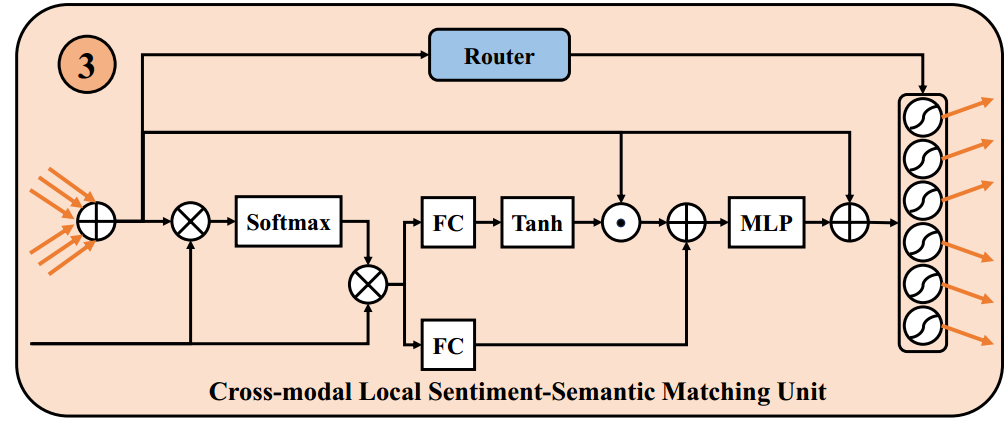 3
Router
Softmax
FC
Tanh
MLP
FC
Cross-modal Local Sentiment-Semantic Matching Unit